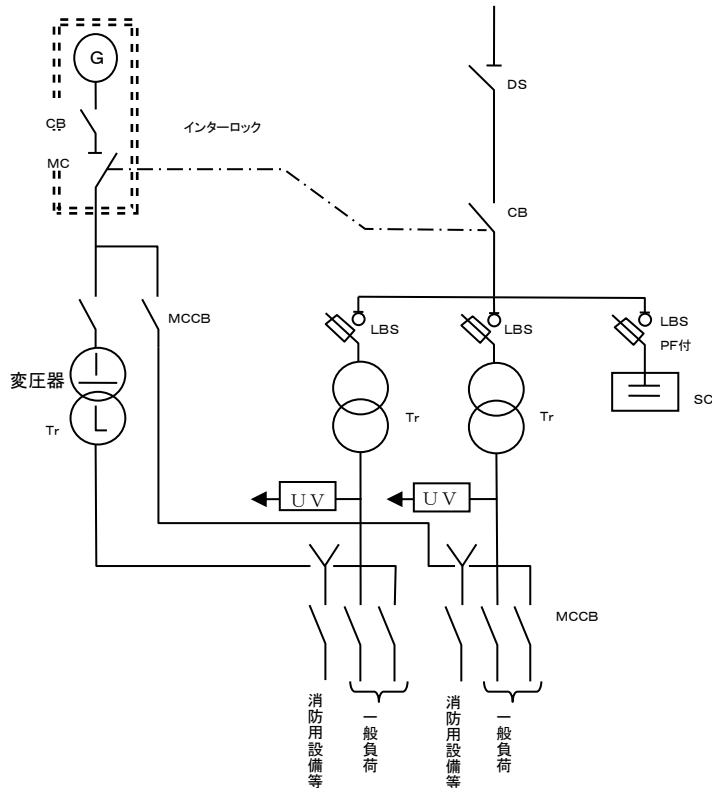 G
CB
MC
インターロック
DS
CB
MCCB
LBS
LBS
LBS
PF付
変圧器
Tr
Tr
Tr
SC
UV
UV
MCCB
消防用設備等
一般負荷
消防用設備等
一般負荷